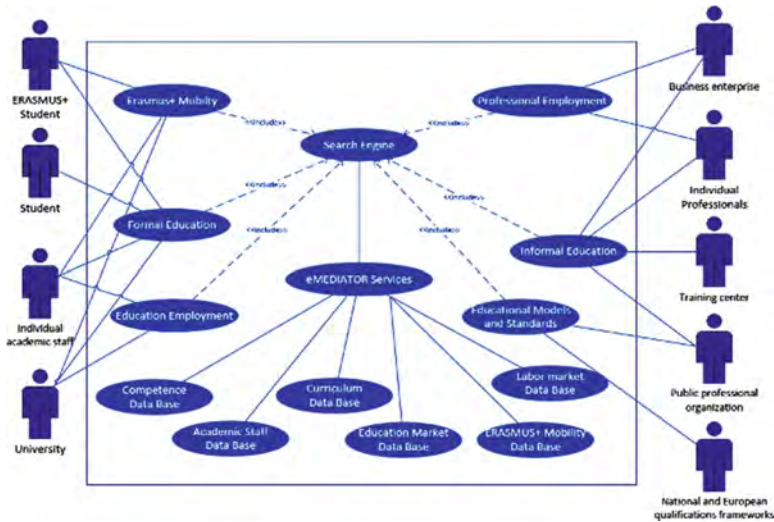 ERASMUS+
Student
Student
Individual
academic staff
University
Erasmus+ Mobilty
Formal Education
Education Employment
<<Include>>
<<Include>>
<<Include>>
<<Include>>
<<Include>>
<<Include>>
Search Engine
eMEDIATOR Services
Professional Employment
Informal Education
Educational Models
and Standards
Competence
Data Base
Academic Staff
Data Base
Curriculum
Data Base
Education Market
Data Base
ERASMUS+ Mobility
Data Base
Labor market
Data Base
Business enterprise
Individual
Professionals
Training center
Public professional
organization
National and European
qualifications frameworks